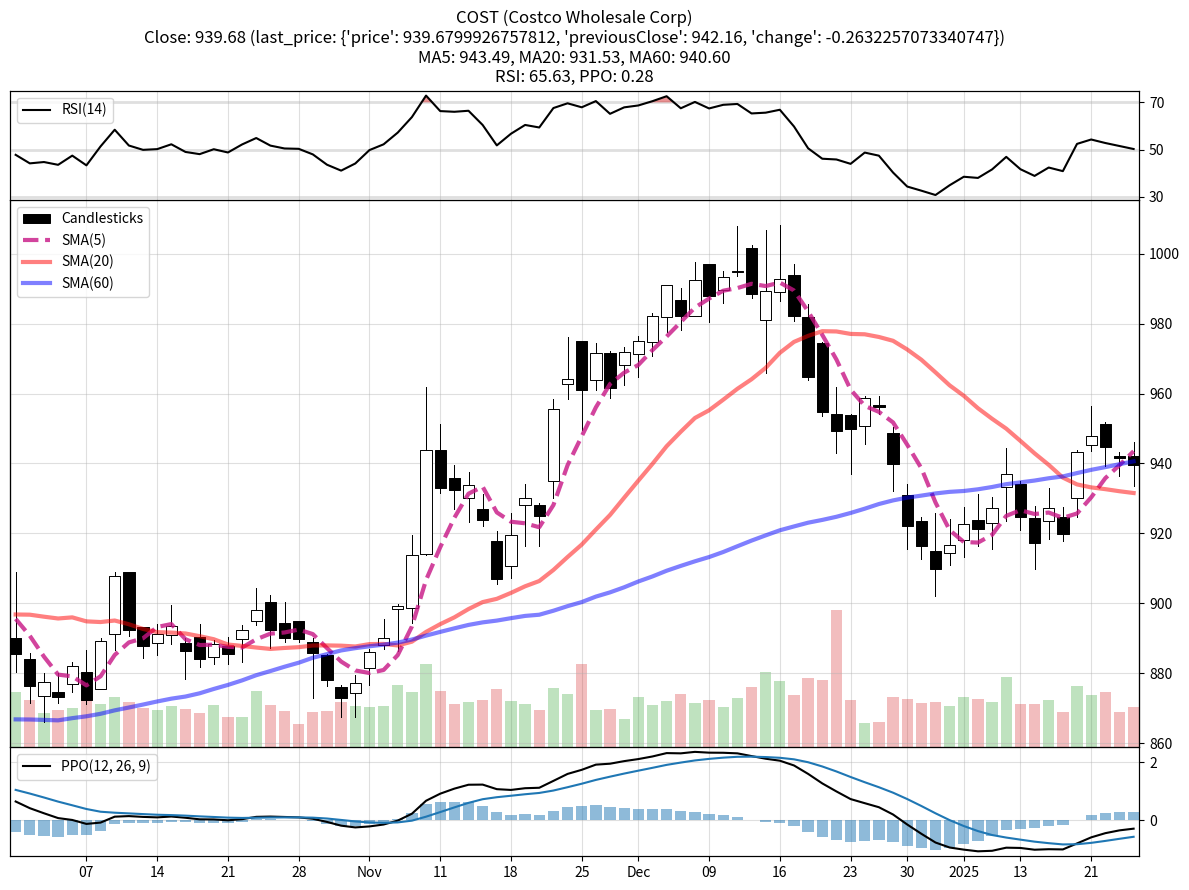 COST (Costco Wholesale Corp)
Close: 939.68 (last_price: {'price': 939.6799926757812, 'previousClose': 942.16, 'change': -0.2632257073340747})
MA5: 943.49, MA20: 931.53, MA60: 940.60
RSI: 65.63, PPO: 0.28
RSI(14)
70
50
30
Candlesticks
SMA(5)
SMA(20)
SMA(60)
1000
980
960
940
920
900
880
860
PPO(12, 26, 9)
2
0
07 14 21 28 Nov 11 18 25 Dec 09 16 23 30 2025 13 21